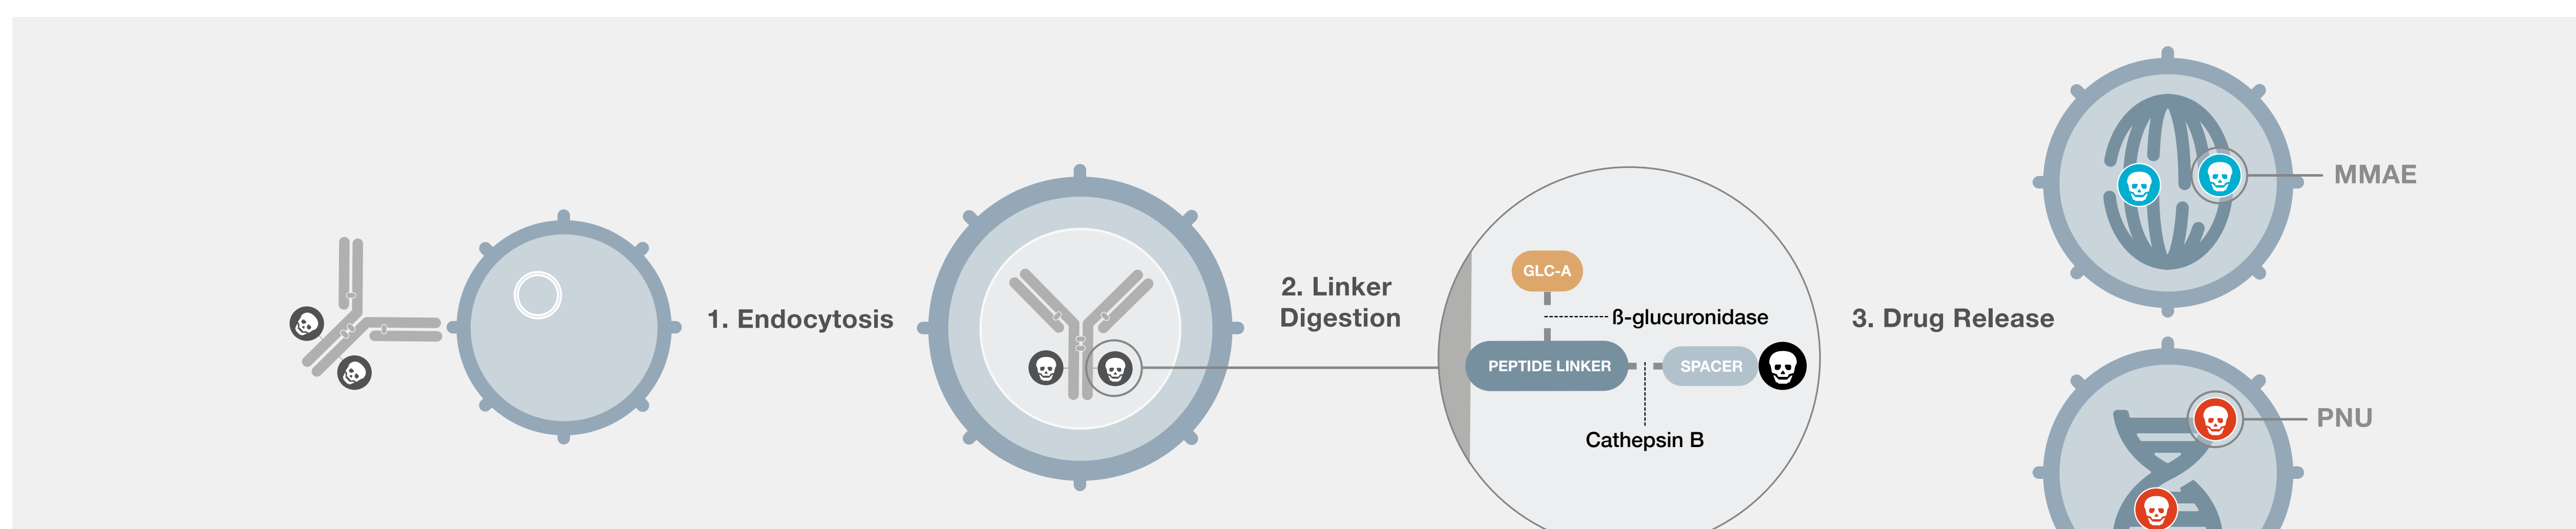 1. Endocytosis
2. Linker
Digestion
GLC-A
ß-glucuronidase
PEPTIDE LINKER
SPACER
Cathepsin B
3. Drug Release
MMAE
PNU